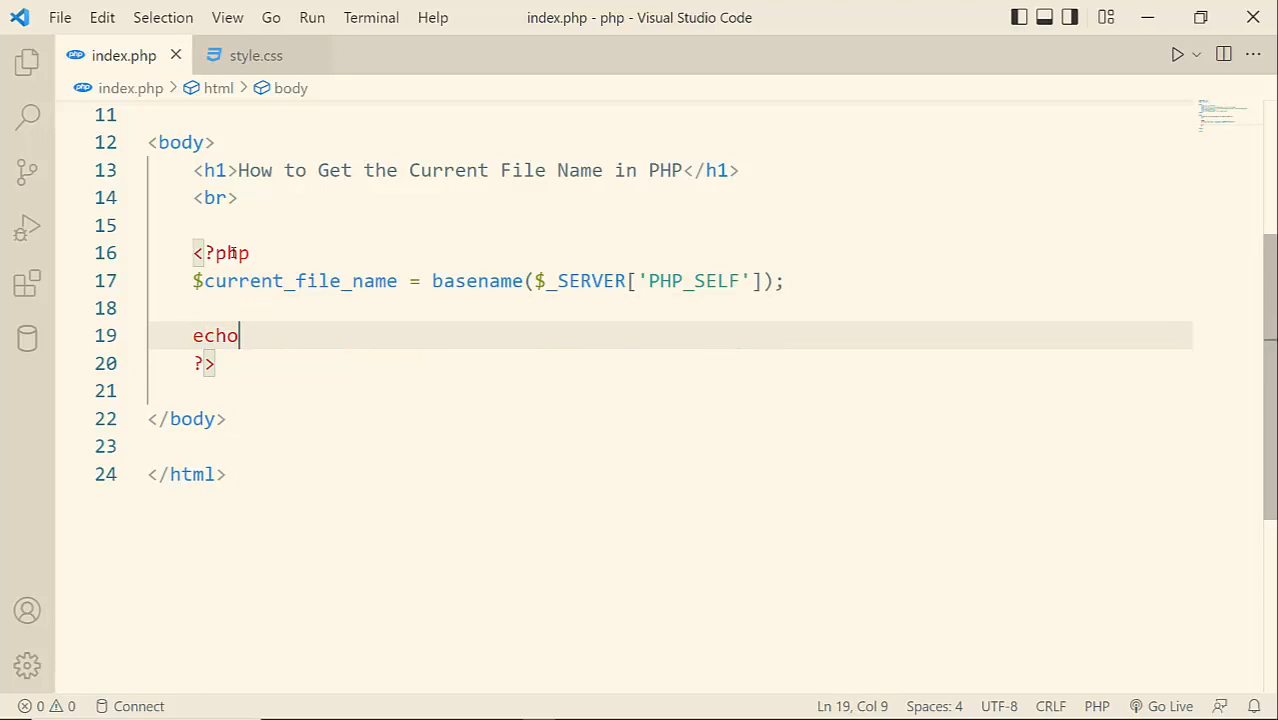 File Edit Selection View Go Run Terminal Help index.php - php - Visual Studio Code
index.php style.css
index.php html body
11
12 <body>
13 <h1>How to Get the Current File Name in PHP</h1>
14 <br>
15
16 <?php
17 $current_file_name = basename($_SERVER['PHP_SELF']);
18
19 echo
20 ?>
21
22 </body>
23
24 </html>
0 0 Connect Ln 19, Col 9 Spaces: 4 UTF-8 CRLF PHP Go Live